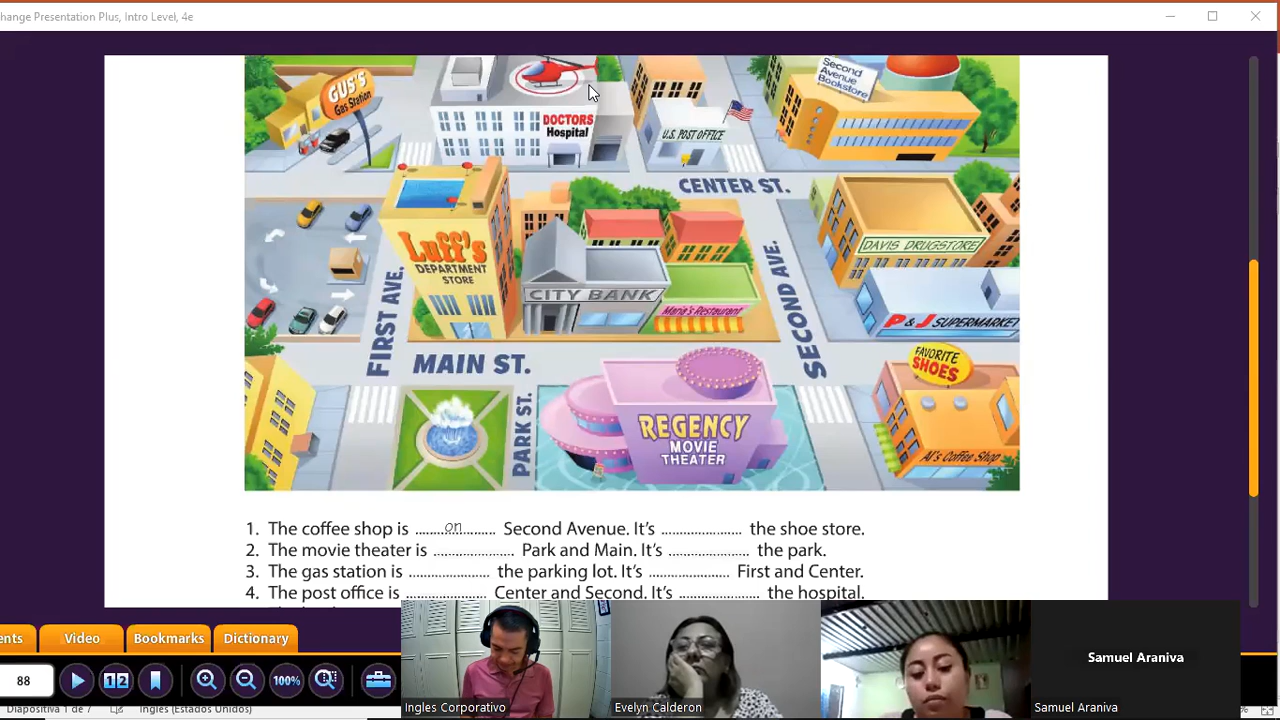 hange Presentation Plus, Intro Level, 4e
GUS'S
Gas Station
DOCTORS
Hospital
U.S. POST OFFICE
Second
Avenue
Bookstore
CENTER ST.
Luff's
DEPARTMENT
STORE
CITY BANK
Maria's Restaurant
DAVIS DRUGSTORE
P & J SUPERMARKET
FIRST AVE.
SECOND AVE.
MAIN ST.
PARK ST.
REGENCY
MOVIE
THEATER
FAVORITE
SHOES
Al's Coffee Shop
1. The coffee shop is ......on...... Second Avenue. It's .................... the shoe store.
2. The movie theater is .................... Park and Main. It's .................... the park.
3. The gas station is .................... the parking lot. It's .................... First and Center.
4. The post office is .................... Center and Second. It's .................... the hospital.
ents Video Bookmarks Dictionary
88 12 100%
Diapositiva 1 de 7 Inglés (Estados Unidos)
Ingles Corporativo
Evelyn Calderon
Samuel Araniva
Samuel Araniva